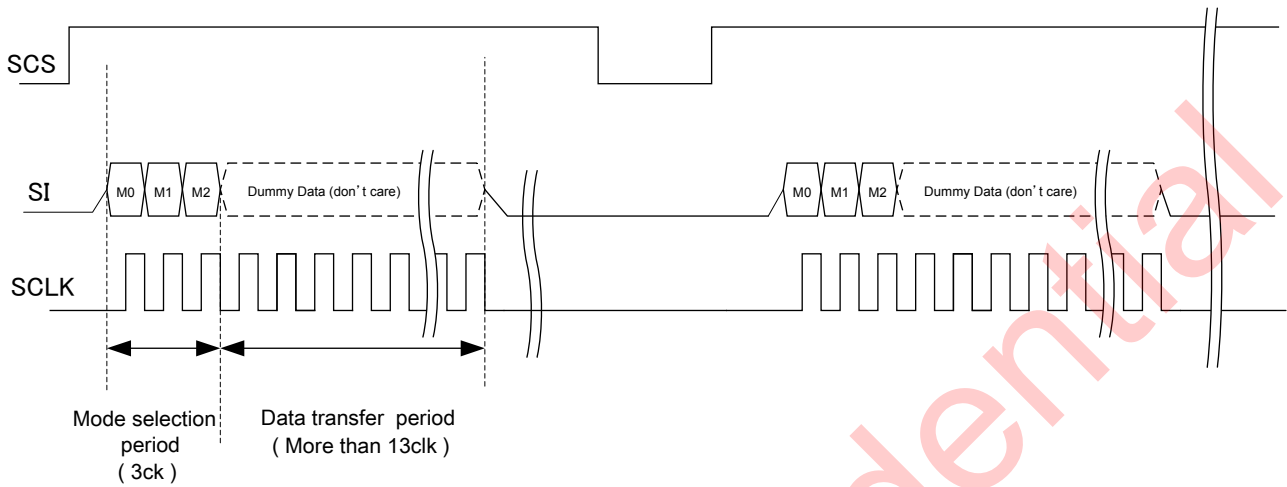 SCS
SI
M0 M1 M2 Dummy Data (don't care)
M0 M1 M2 Dummy Data (don't care)
SCLK
Mode selection
period
( 3ck )
Data transfer period
( More than 13clk )
dential